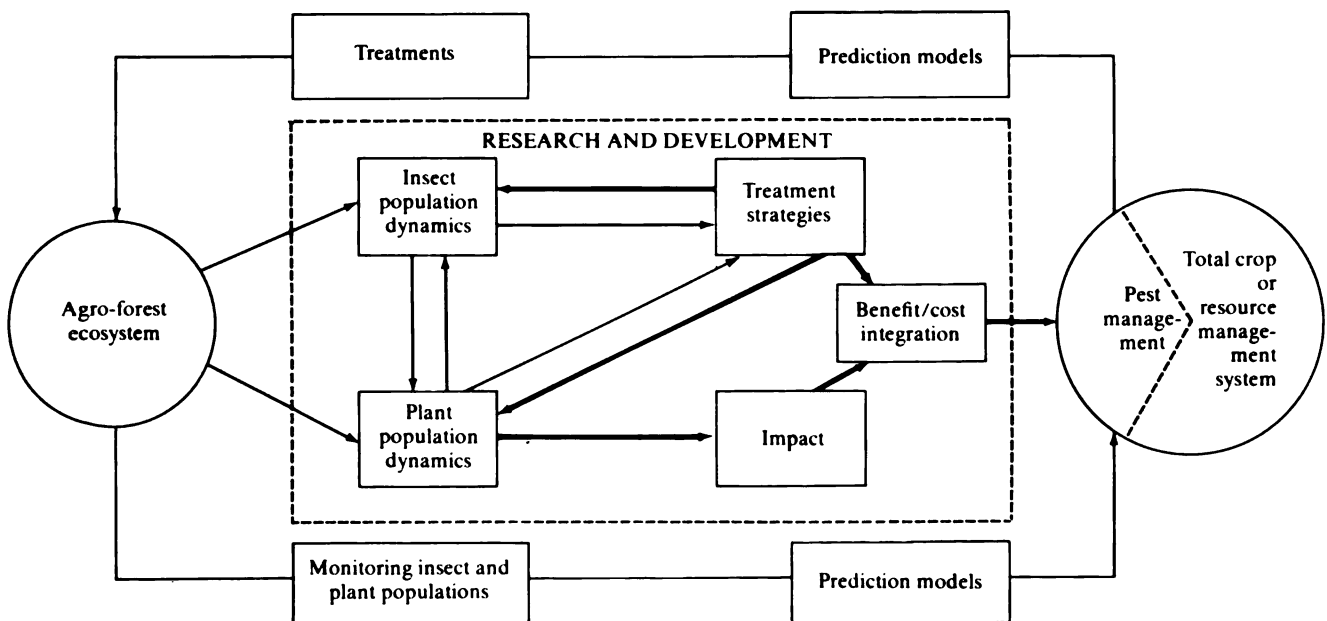 Treatments
Prediction models
RESEARCH AND DEVELOPMENT
Insect
population
dynamics
Treatment
strategies
Agro-forest
ecosystem
Benefit/cost
integration
Pest
manage-
ment
Total crop
or
resource
manage-
ment
system
Plant
population
dynamics
Impact
Monitoring insect and
plant populations
Prediction models